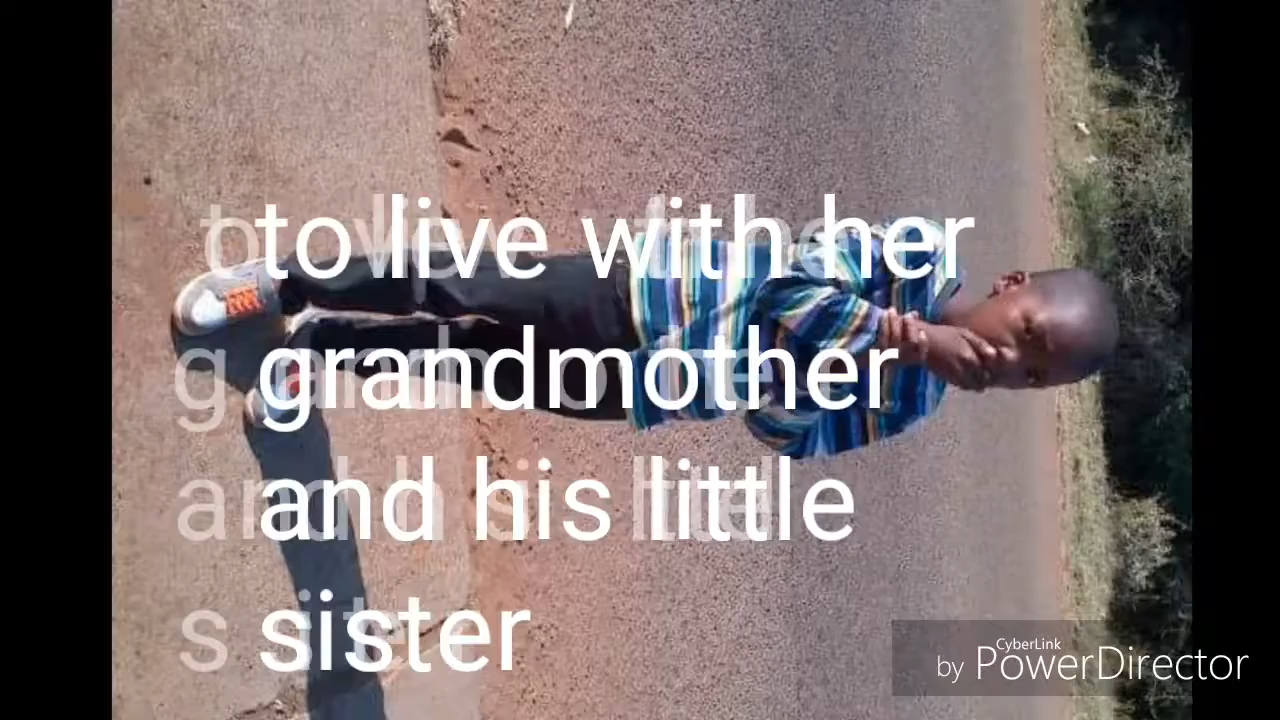 to live with her
grandmother
and his little
sister
CyberLink
by PowerDirector